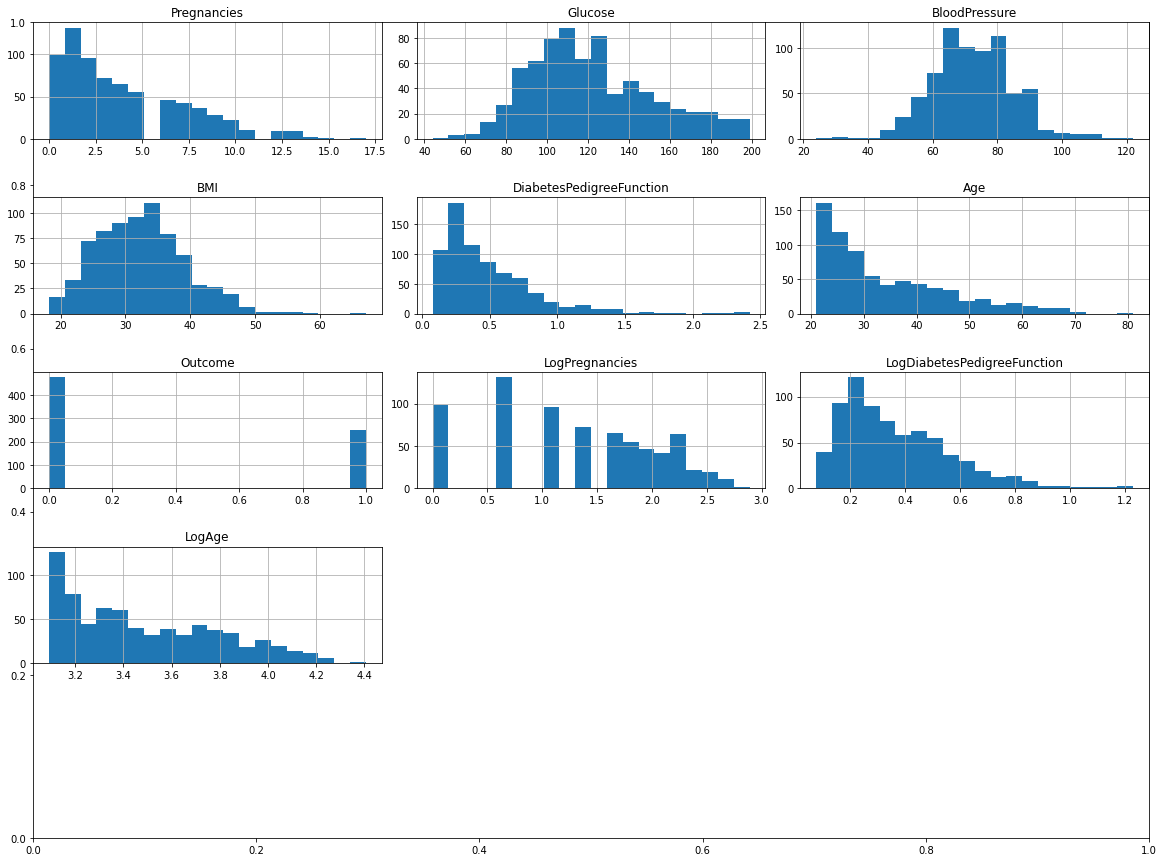 Pregnancies Glucose BloodPressure
1.0
100
50
0
0.0 2.5 5.0 7.5 10.0 12.5 15.0 17.5
80
60
40
20
0
40 60 80 100 120 140 160 180 200
100
50
0
20 40 60 80 100 120
0.8
BMI DiabetesPedigreeFunction Age
100
75
50
25
0
20 30 40 50 60
150
100
50
0
0.0 0.5 1.0 1.5 2.0 2.5
150
100
50
0
20 30 40 50 60 70 80
0.6
Outcome LogPregnancies LogDiabetesPedigreeFunction
400
300
200
100
0
0.0 0.2 0.4 0.6 0.8 1.0
100
50
0
0.0 0.5 1.0 1.5 2.0 2.5 3.0
100
50
0
0.2 0.4 0.6 0.8 1.0 1.2
0.4
LogAge
100
50
0
3.2 3.4 3.6 3.8 4.0 4.2 4.4
0.2
0.0
0.0 0.2 0.4 0.6 0.8 1.0